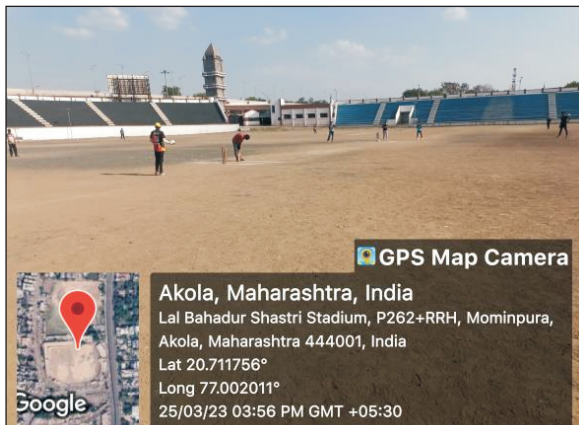 GPS Map Camera
Akola, Maharashtra, India
Lal Bahadur Shastri Stadium, P262+RRH, Mominpura,
Akola, Maharashtra 444001, India
Lat 20.711756°
Long 77.002011°
25/03/23 03:56 PM GMT +05:30
Google